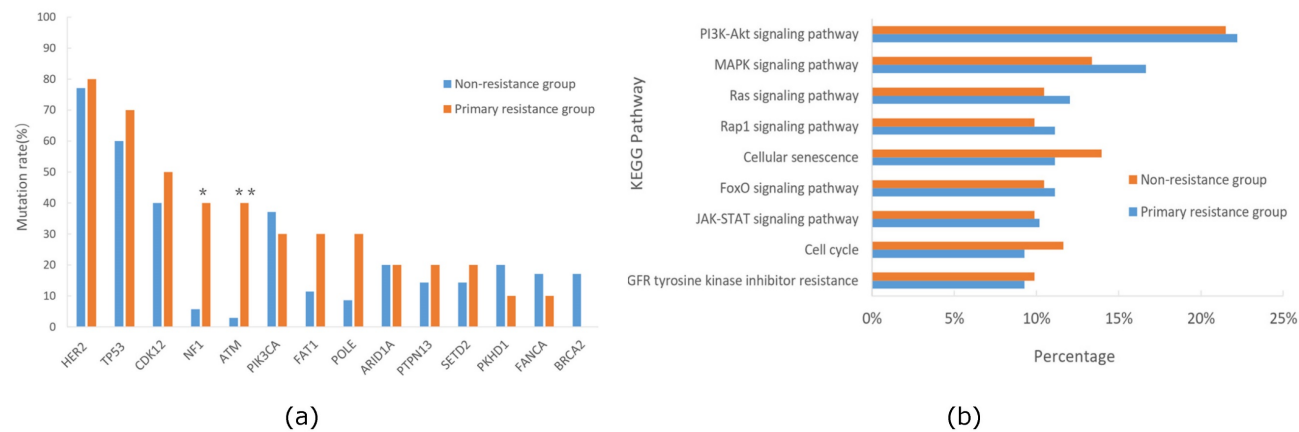 100
90
80
70
60
50
40
30
20
10
0
Mutation rate(%)
Non-resistance group
Primary resistance group
*
**
HER2
TP53
CDK12
NF1
ATM
PIK3CA
FAT1
POLE
ARID1A
PTPN13
SETD2
PKHD1
FANCA
BRCA2
(a)
KEGG Pathway
PI3K-Akt signaling pathway
MAPK signaling pathway
Ras signaling pathway
Rap1 signaling pathway
Cellular senescence
FoxO signaling pathway
JAK-STAT signaling pathway
Cell cycle
GFR tyrosine kinase inhibitor resistance
Non-resistance group
Primary resistance group
0% 5% 10% 15% 20% 25%
Percentage
(b)